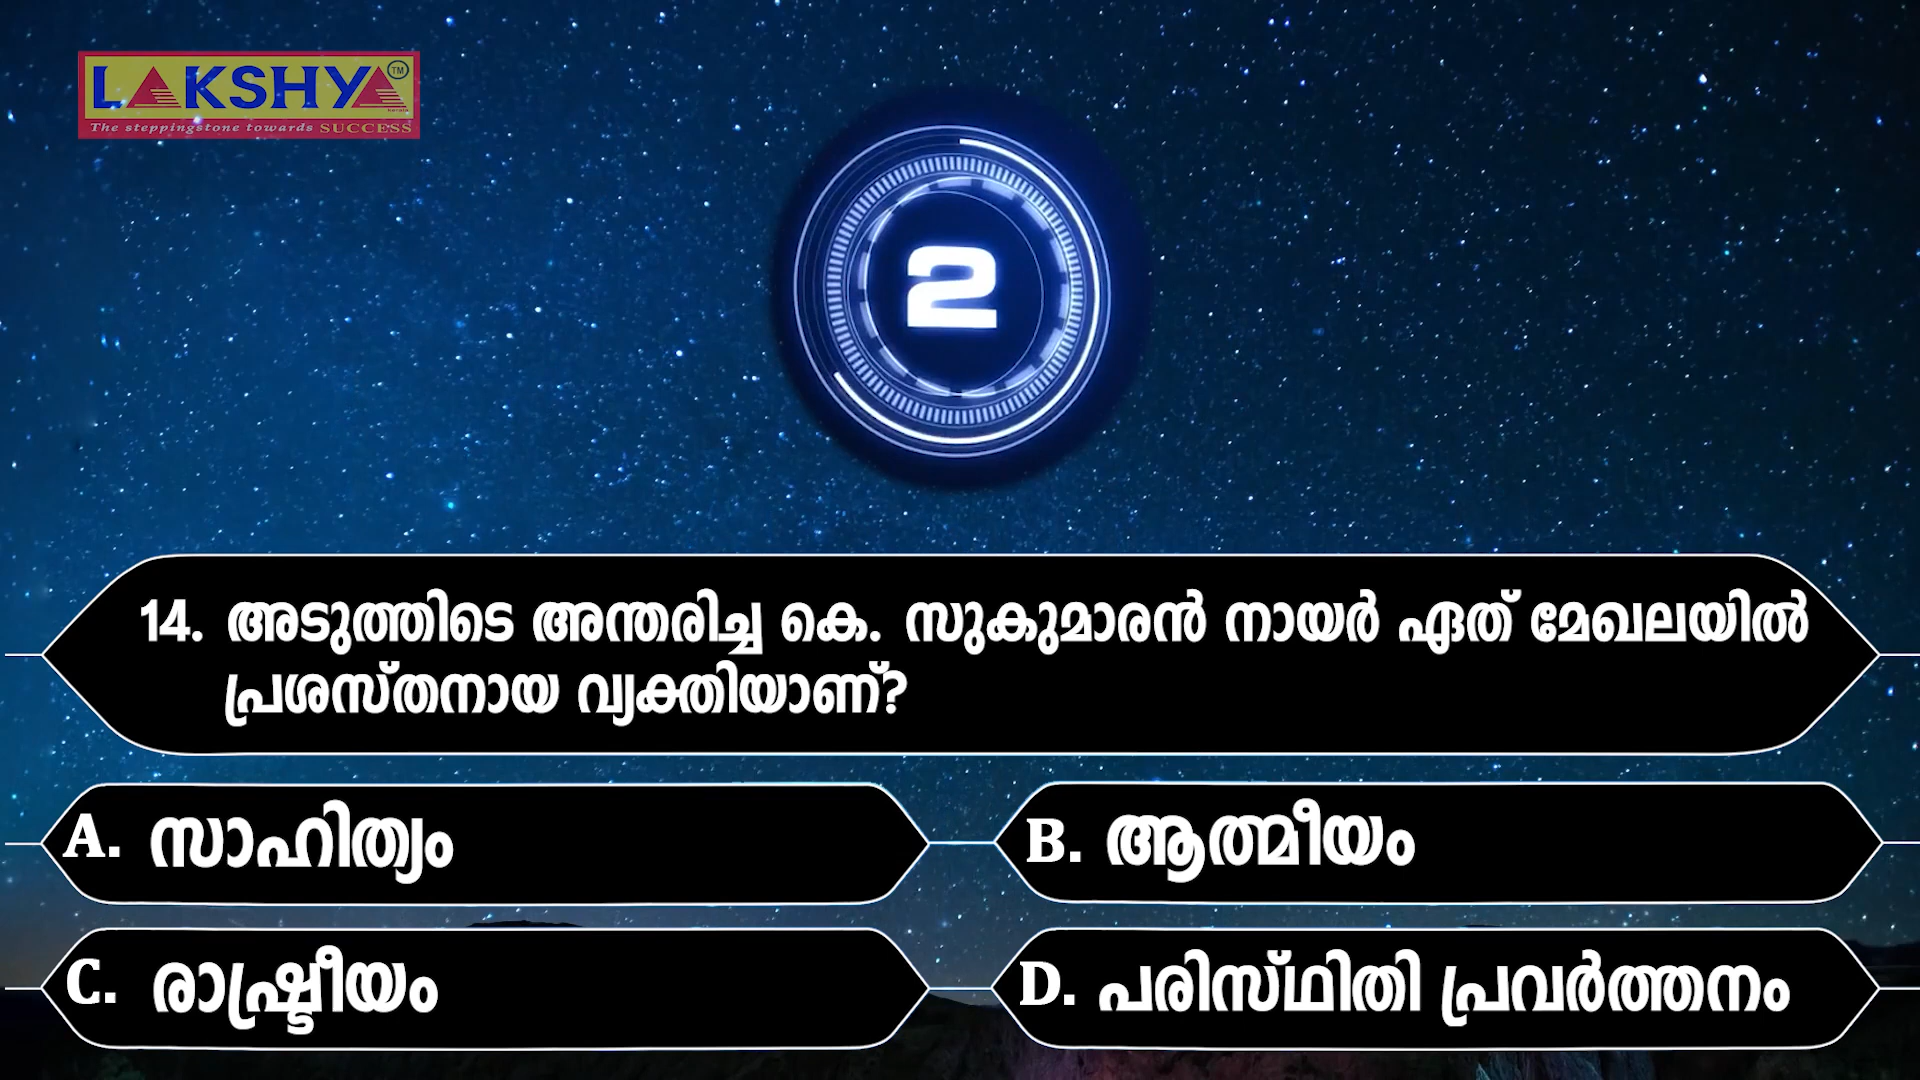 LAKSHYA TM
The steppingstone towards SUCCESS
2
14. അടുത്തിടെ അന്തരിച്ച കെ. സുകുമാരൻ നായർ ഏത് മേഖലയിൽ
പ്രശസ്തനായ വ്യക്തിയാണ്?
A. സാഹിത്യം
B. ആത്മീയം
C. രാഷ്ട്രീയം
D. പരിസ്ഥിതി പ്രവർത്തനം